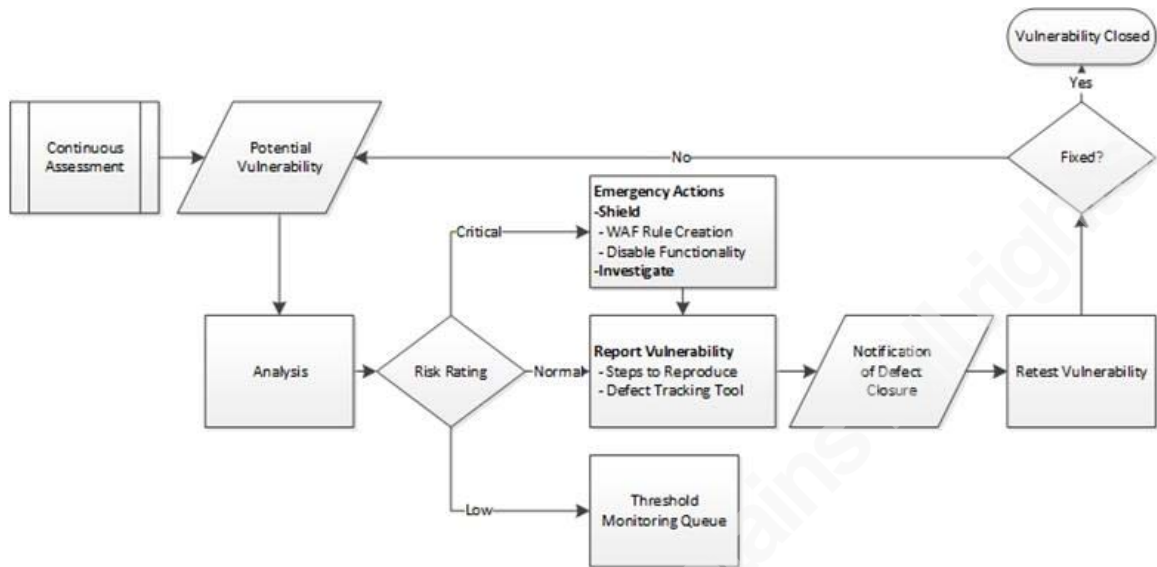 Vulnerability Closed
Yes
Continuous
Assessment
Potential
Vulnerability
No
Fixed?
Emergency Actions
-Shield
- WAF Rule Creation
- Disable Functionality
-Investigate
Critical
Analysis
Risk Rating
Normal
Report Vulnerability
- Steps to Reproduce
- Defect Tracking Tool
Notification
of Defect
Closure
Retest Vulnerability
Low
Threshold
Monitoring Queue